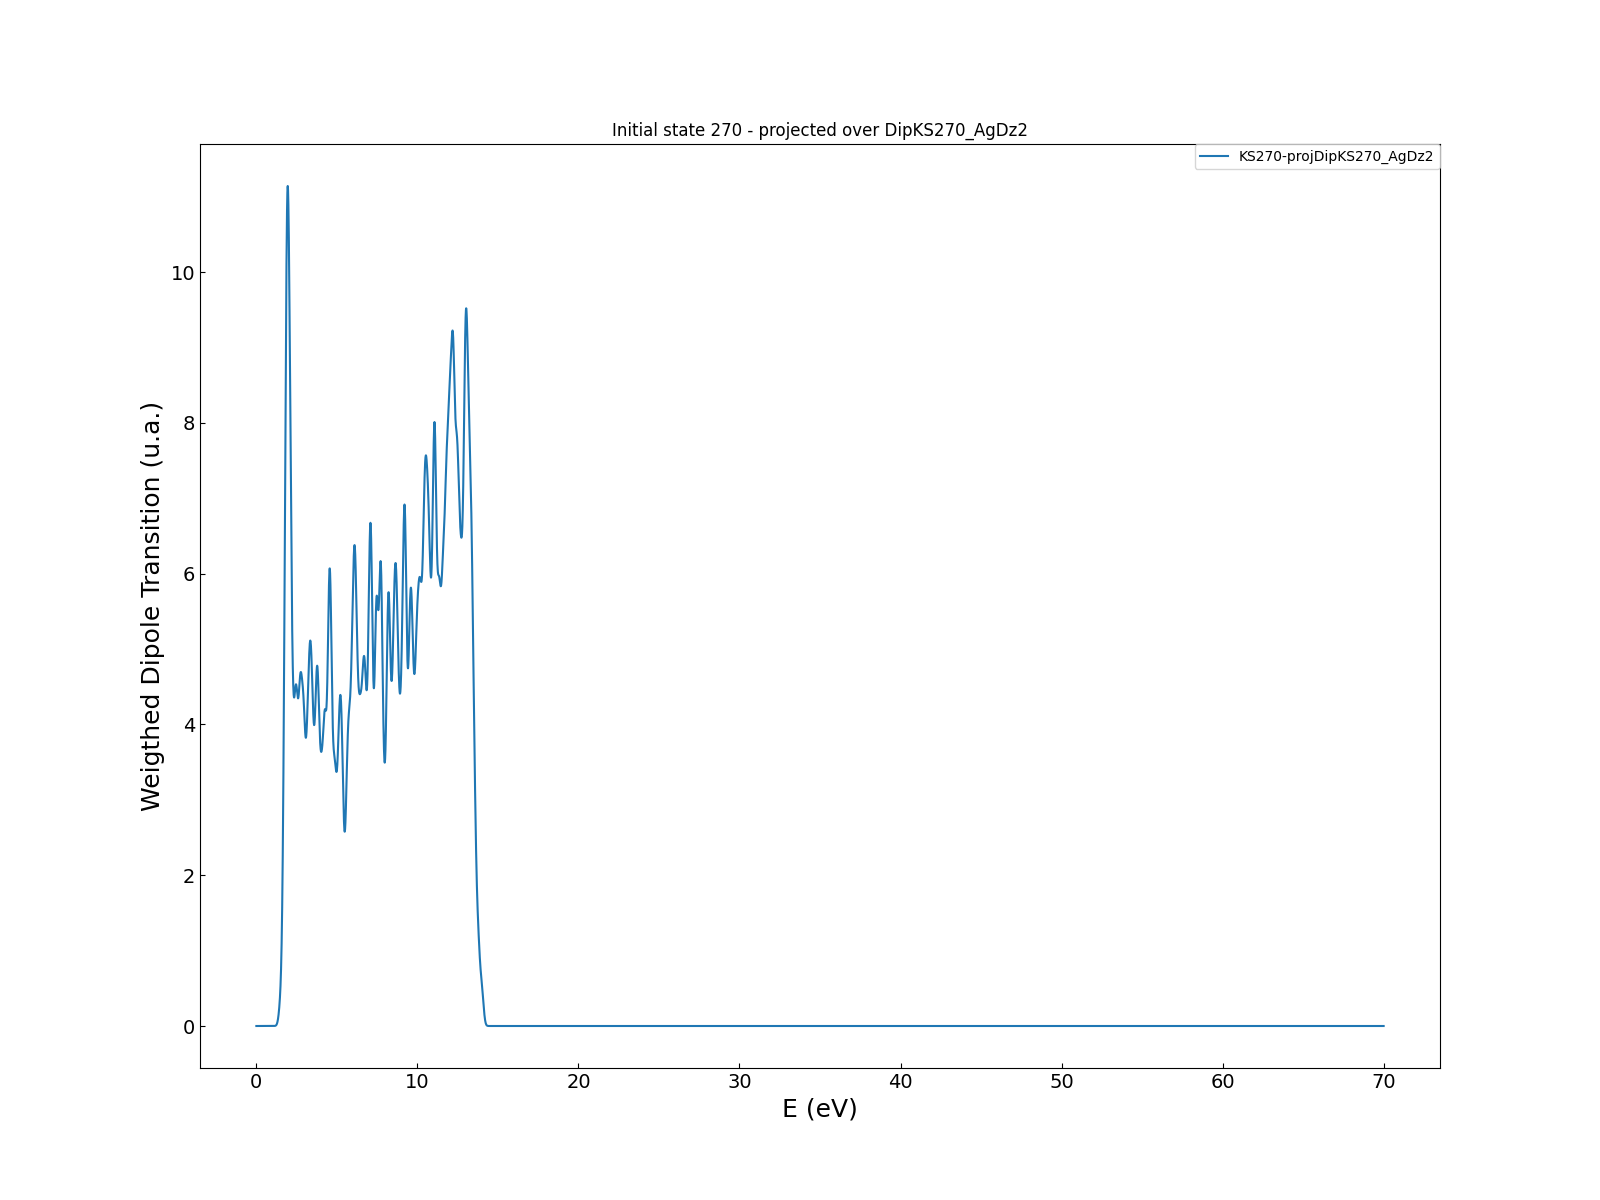 Initial state 270 - projected over DipKS270_AgDz2
KS270-projDipKS270_AgDz2
Weigthed Dipole Transition (u.a.)
10
8
6
4
2
0
0 10 20 30 40 50 60 70
E (eV)